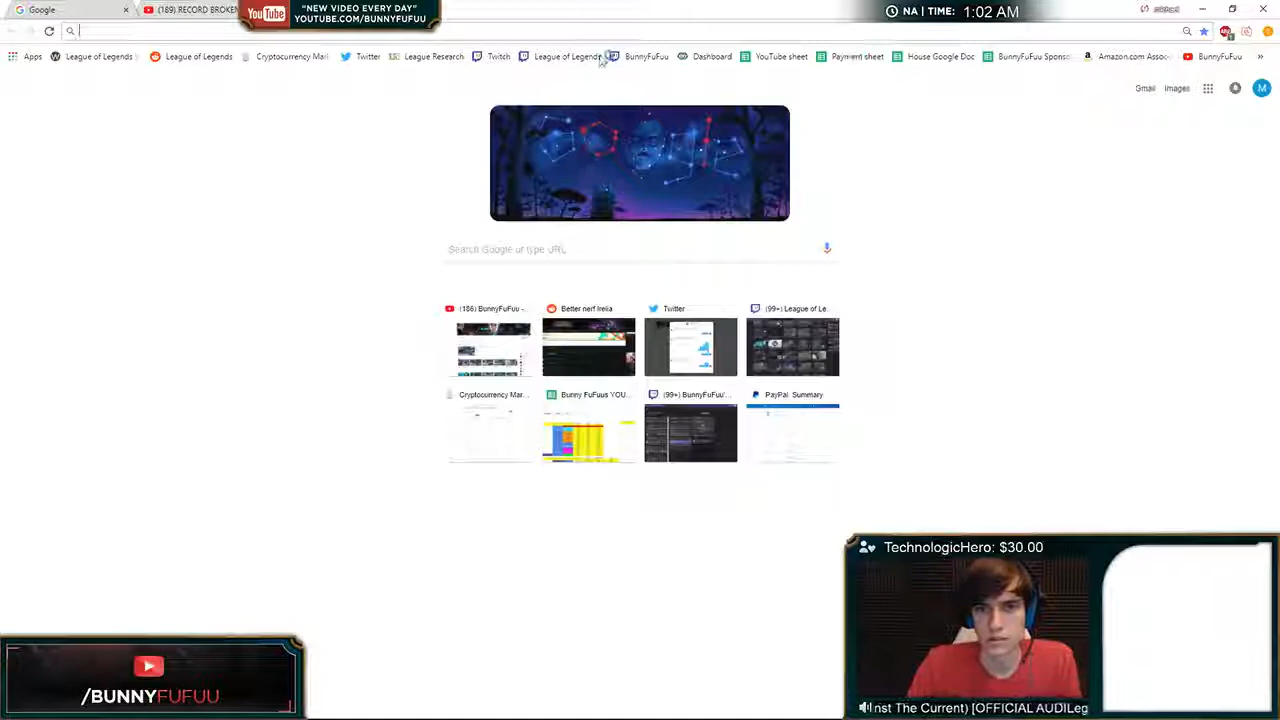 Google
(189) RECORD BROKEN
YouTube
"NEW VIDEO EVERY DAY"
YOUTUBE.COM/BUNNYFUFUU
NA | TIME: 1:02 AM
Apps
League of Legends
League of Legends
Cryptocurrency Mar
Twitter
League Research
Twitch
League of Legends
BunnyFuFuu
Dashboard
YouTube sheet
Payment sheet
House Google Doc
BunnyFuFuu Sponso
Amazon.com Assoc
BunnyFuFuu
»
Gmail
Images
M
Search Google or type URL
(186) BunnyFuFuu -
Better nerf Irelia
Twitter
(99+) League of Le
Cryptocurrency Mar...
Bunny FuFuus YOU...
(99+) BunnyFuFuu'...
PayPal: Summary
TechnologicHero: $30.00
/BUNNYFUFUU
nst The Current) [OFFICIAL AUDILeg